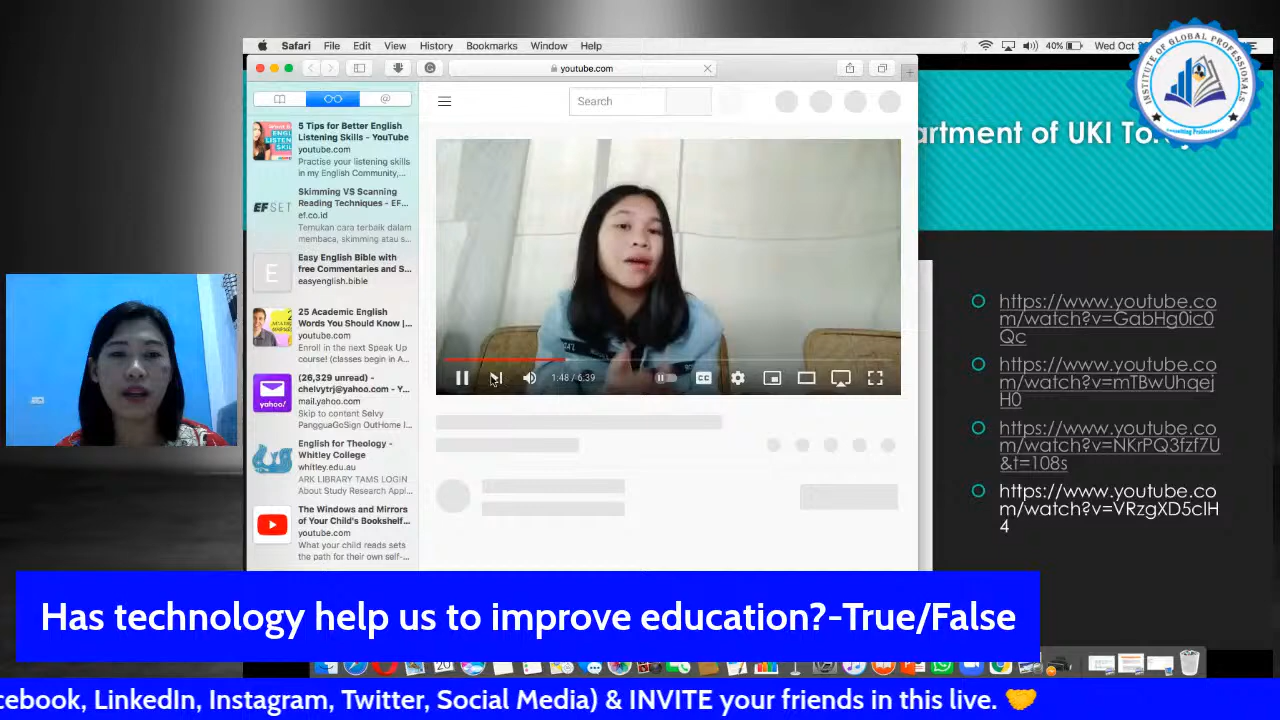 Safari File Edit View History Bookmarks Window Help
40% Wed Oct
youtube.com
Search
5 Tips for Better English
Listening Skills - YouTube
youtube.com
Practise your listening skills
in my English Community,...
Skimming VS Scanning
Reading Techniques - EF...
ef.co.id
Temukan cara terbaik dalam
membaca, skimming atau s...
EFSET
Easy English Bible with
free Commentaries and S...
easyenglish.bible
E
25 Academic English
Words You Should Know |...
youtube.com
Enroll in the next Speak Up
course! (classes begin in A...
(26,329 unread) -
chelvytrj@yahoo.com - Y...
mail.yahoo.com
Skip to content Selvy
PangguaGoSign OutHome I...
yahoo!
English for Theology -
Whitley College
whitley.edu.au
ARK LIBRARY TAMS LOGIN
About Study Research Appl...
The Windows and Mirrors
of Your Child's Bookshelf...
youtube.com
What your child reads sets
the path for their own self-...
1:48 / 6:39
CC
INSTITUTE OF GLOBAL PROFESSIONALS
artment of UKI To
https://www.youtube.co
m/watch?v=GabHg0ic0
Qc
https://www.youtube.co
m/watch?v=mTBwUhqej
H0
https://www.youtube.co
m/watch?v=NKrPQ3fzf7U
&t=108s
https://www.youtube.co
m/watch?v=VRzgXD5cIH
4
Has technology help us to improve education?-True/False
cebook, LinkedIn, Instagram, Twitter, Social Media) & INVITE your friends in this live. 🤝